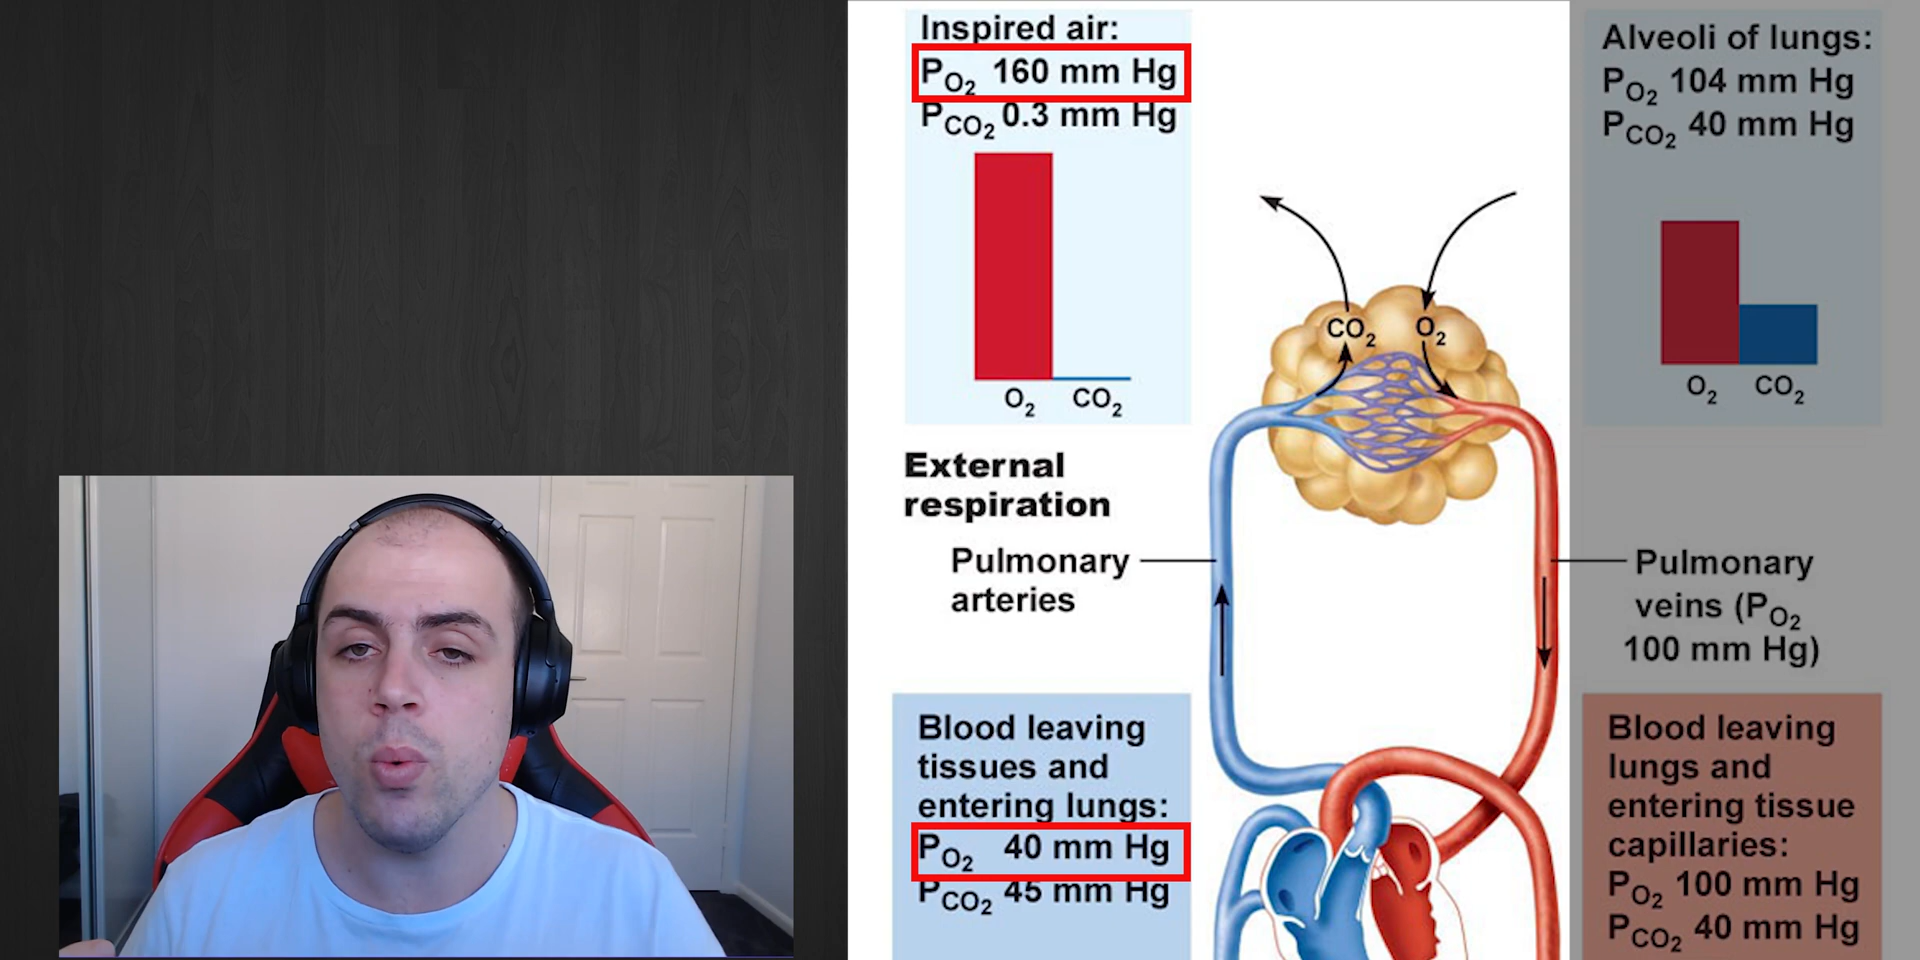 Inspired air:
PO2 160 mm Hg
PCO2 0.3 mm Hg
O2 CO2
CO2 O2
External
respiration
Pulmonary
arteries
Blood leaving
tissues and
entering lungs:
PO2 40 mm Hg
PCO2 45 mm Hg
Alveoli of lungs:
PO2 104 mm Hg
PCO2 40 mm Hg
O2 CO2
Pulmonary
veins (PO2
100 mm Hg)
Blood leaving
lungs and
entering tissue
capillaries:
PO2 100 mm Hg
PCO2 40 mm Hg